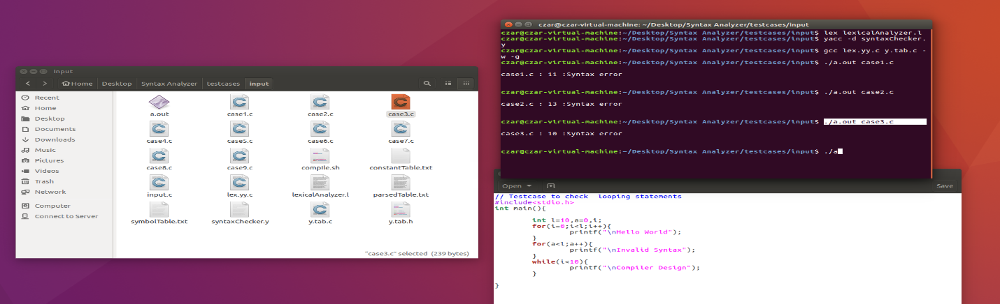 Input
Home Desktop Syntax Analyzer testcases input
Recent
Home
Desktop
Documents
Downloads
Music
Pictures
Videos
Trash
Network
Computer
Connect to Server
a.out case1.c case2.c case3.c
case4.c case5.c case6.c case7.c
case8.c case9.c compile.sh constantTable.txt
input.c lex.yy.c lexicalAnalyzer.l parsedTable.txt
symbolTable.txt syntaxChecker.y y.tab.c y.tab.h
"case3.c" selected (239 bytes)
czar@czar-virtual-machine: ~/Desktop/Syntax Analyzer/testcases/input
czar@czar-virtual-machine:~/Desktop/Syntax Analyzer/testcases/input$ lex lexicalAnalyzer.l
czar@czar-virtual-machine:~/Desktop/Syntax Analyzer/testcases/input$ yacc -d syntaxChecker.
y
czar@czar-virtual-machine:~/Desktop/Syntax Analyzer/testcases/input$ gcc lex.yy.c y.tab.c -
w -g
czar@czar-virtual-machine:~/Desktop/Syntax Analyzer/testcases/input$ ./a.out case1.c
case1.c : 11 :Syntax error
czar@czar-virtual-machine:~/Desktop/Syntax Analyzer/testcases/input$ ./a.out case2.c
case2.c : 13 :Syntax error
czar@czar-virtual-machine:~/Desktop/Syntax Analyzer/testcases/input$ ./a.out case3.c
case3.c : 10 :Syntax error
czar@czar-virtual-machine:~/Desktop/Syntax Analyzer/testcases/input$ ./a
Open Save
// Testcase to check  looping statements
#include<stdio.h>
int main(){
int l=10,a=0,i;
for(i=0;i<l;i++){
printf("\nHello World");
}
for(a<l;a++){
printf("\nInvalid Syntax");
}
while(i<10){
printf("\nCompiler Design");
}
}